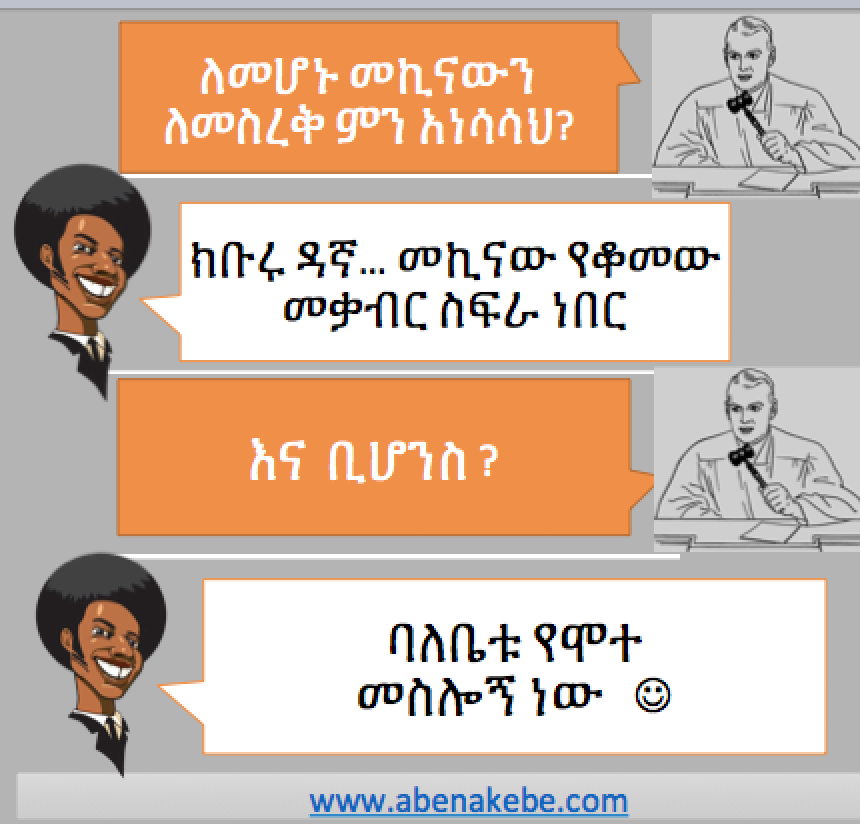 ለመሆኑ መኪናውን
ለመስረቅ ምን አነሳሳህ?
ክቡሩ ዳኛ... መኪናው የቆመው
መቃብር ስፍራ ነበር
እና ቢሆንስ ?
ባለቤቱ የሞተ
መስሎኝ ነው ☺
www.abenakebe.com